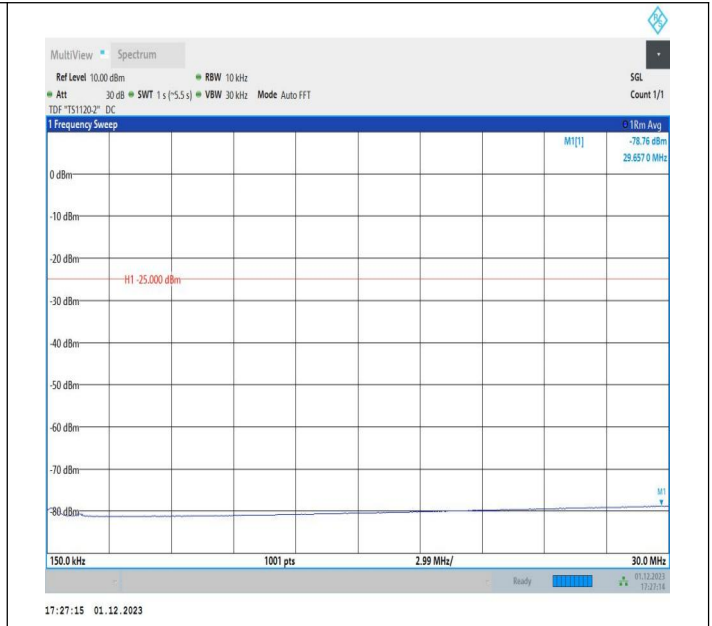 R S
MultiView Spectrum
Ref Level 10.00 dBm RBW 10 kHz SGL
Att 30 dB SWT 1 s (~5.5 s) VBW 30 kHz Mode Auto FFT Count 1/1
TDF "TS1120-2" DC
1 Frequency Sweep 1Rm Avg
M1[1] -78.76 dBm
29.657 0 MHz
0 dBm
-10 dBm
-20 dBm
H1 -25.000 dBm
-30 dBm
-40 dBm
-50 dBm
-60 dBm
-70 dBm
M1
-80 dBm
150.0 kHz 1001 pts 2.99 MHz/ 30.0 MHz
Ready 01.12.2023
17:27:14
17:27:15 01.12.2023